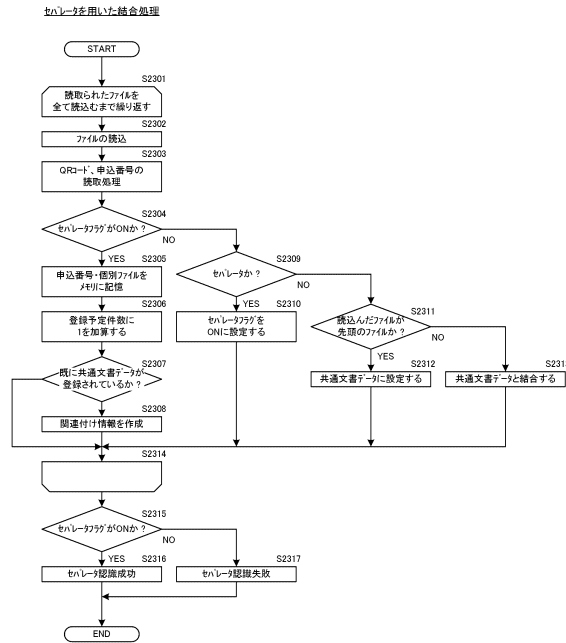 セパレータを用いた結合処理
START
S2301
読取られたファイルを
全て読込むまで繰り返す
S2302
ファイルの読込
S2303
QRコード、申込番号の
読取処理
S2304
セパレータフラグがONか？
NO
YES
S2305
申込番号・個別ファイルを
メモリに記憶
S2306
登録予定件数に
1を加算する
S2307
既に共通文書データが
登録されているか？
S2308
関連付け情報を作成
S2309
セパレータか？
NO
YES
S2310
セパレータフラグを
ONに設定する
S2311
読込んだファイルが
先頭のファイルか？
NO
YES
S2312
共通文書データに設定する
S2313
共通文書データと結合する
S2314
S2315
セパレータフラグがONか？
NO
YES
S2316
セパレータ認識成功
S2317
セパレータ認識失敗
END